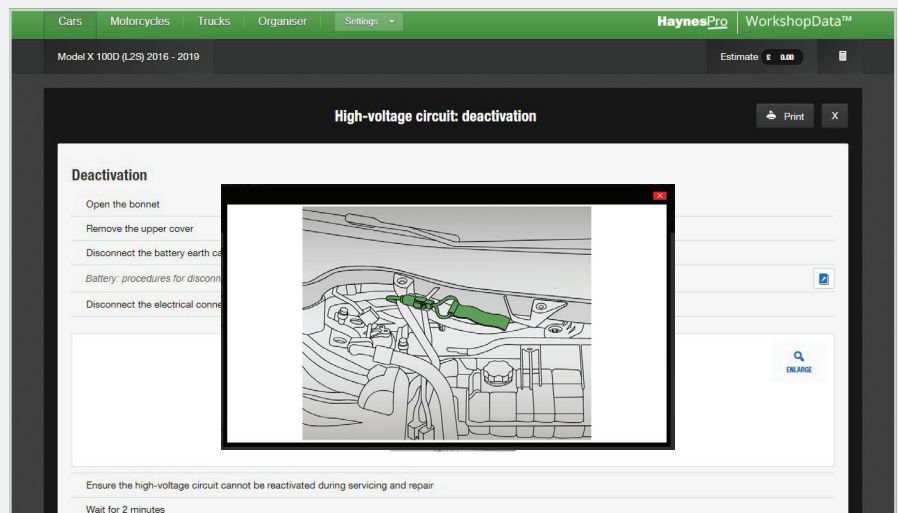 Cars Motorcycles Trucks Organiser Settings HaynesPro WorkshopData™
Model X 100D (L2S) 2016 - 2019 Estimate £ 0.00
High-voltage circuit: deactivation Print X
Deactivation
Open the bonnet
Remove the upper cover
Disconnect the battery earth ca
Battery: procedures for disconn
Disconnect the electrical conne
ENLARGE
Ensure the high-voltage circuit cannot be reactivated during servicing and repair
Wait for 2 minutes